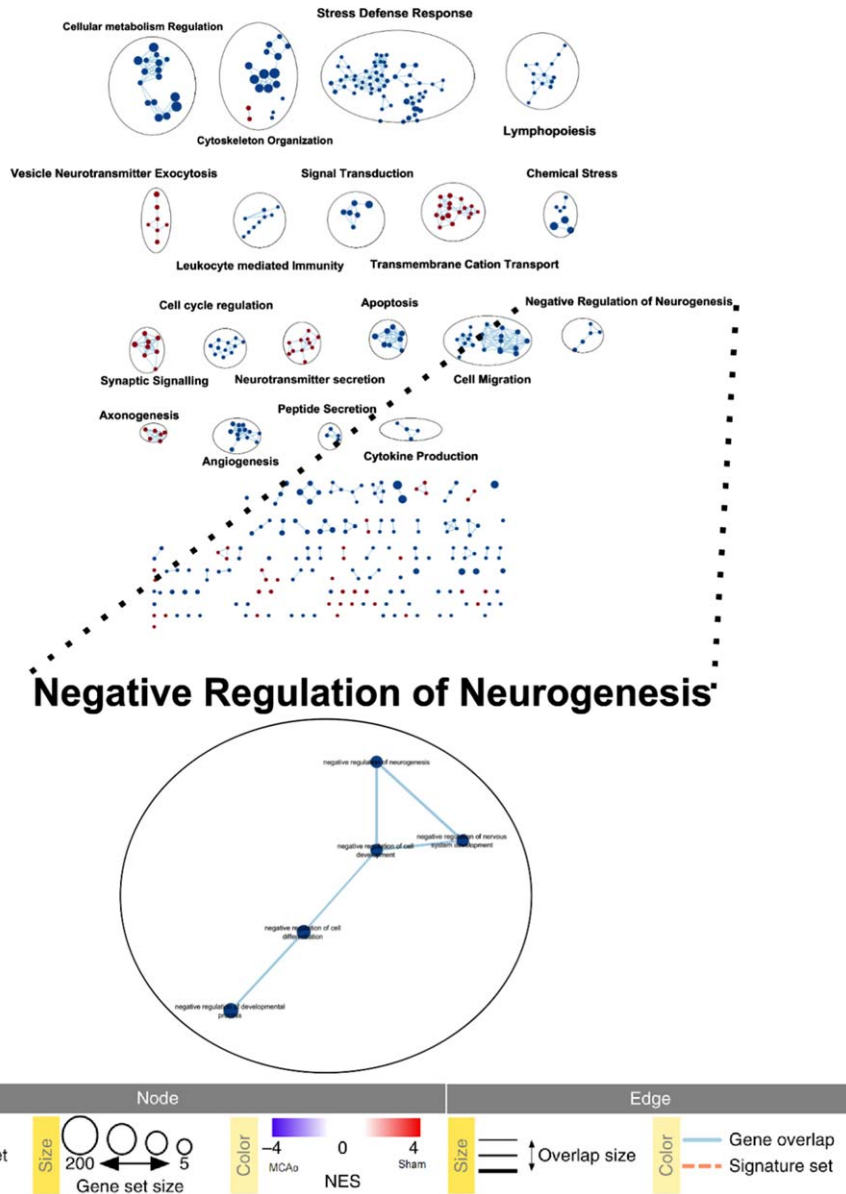 Stress Defense Response
Cellular metabolism Regulation
Cytoskeleton Organization
Lymphopoiesis
Vesicle Neurotransmitter Exocytosis
Signal Transduction
Chemical Stress
Leukocyte mediated Immunity
Transmembrane Cation Transport
Cell cycle regulation
Apoptosis
Negative Regulation of Neurogenesis
Synaptic Signalling
Neurotransmitter secretion
Cell Migration
Axonogenesis
Peptide Secretion
Angiogenesis
Cytokine Production
Negative Regulation of Neurogenesis
negative regulation of neurogenesis
negative regulation of nervous
system development
negative regulation of cell
development
negative regulation of cell
differentiation
negative regulation of developmental
process
Node
Edge
Size
200
5
Gene set size
Color
-4
0
4
MCAo
Sham
NES
Size
Overlap size
Color
Gene overlap
Signature set